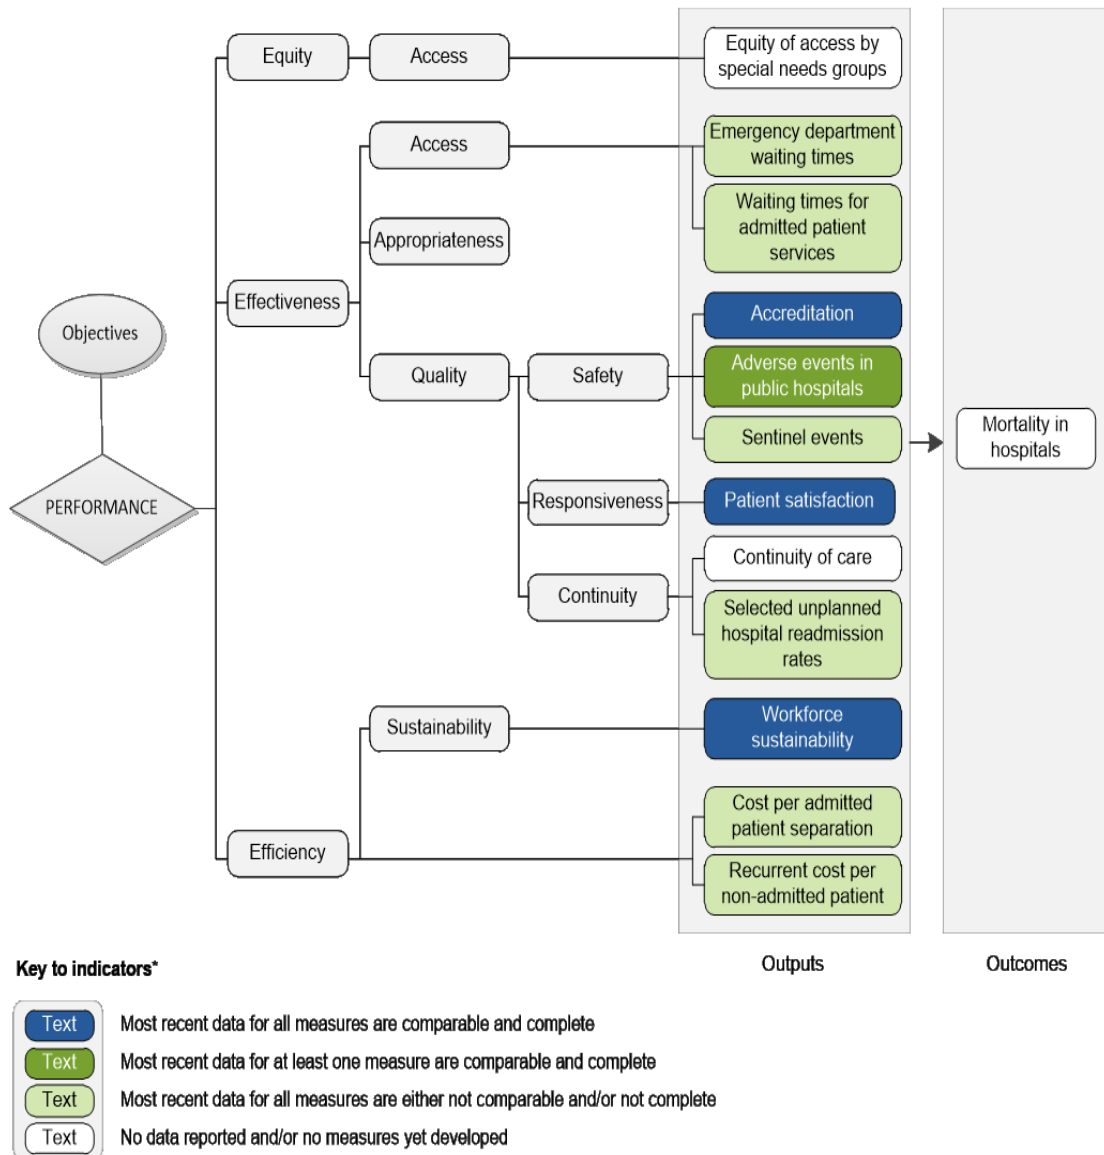 Equity
Access
Equity of access by
special needs groups
Access
Emergency department
waiting times
Waiting times for
admitted patient
services
Appropriateness
Effectiveness
Objectives
PERFORMANCE
Quality
Safety
Accreditation
Adverse events in
public hospitals
Sentinel events
Mortality in
hospitals
Responsiveness
Patient satisfaction
Continuity
Continuity of care
Selected unplanned
hospital readmission
rates
Sustainability
Workforce
sustainability
Efficiency
Cost per admitted
patient separation
Recurrent cost per
non-admitted patient
Outputs
Outcomes
Key to indicators*
Text Most recent data for all measures are comparable and complete
Text Most recent data for at least one measure are comparable and complete
Text Most recent data for all measures are either not comparable and/or not complete
Text No data reported and/or no measures yet developed